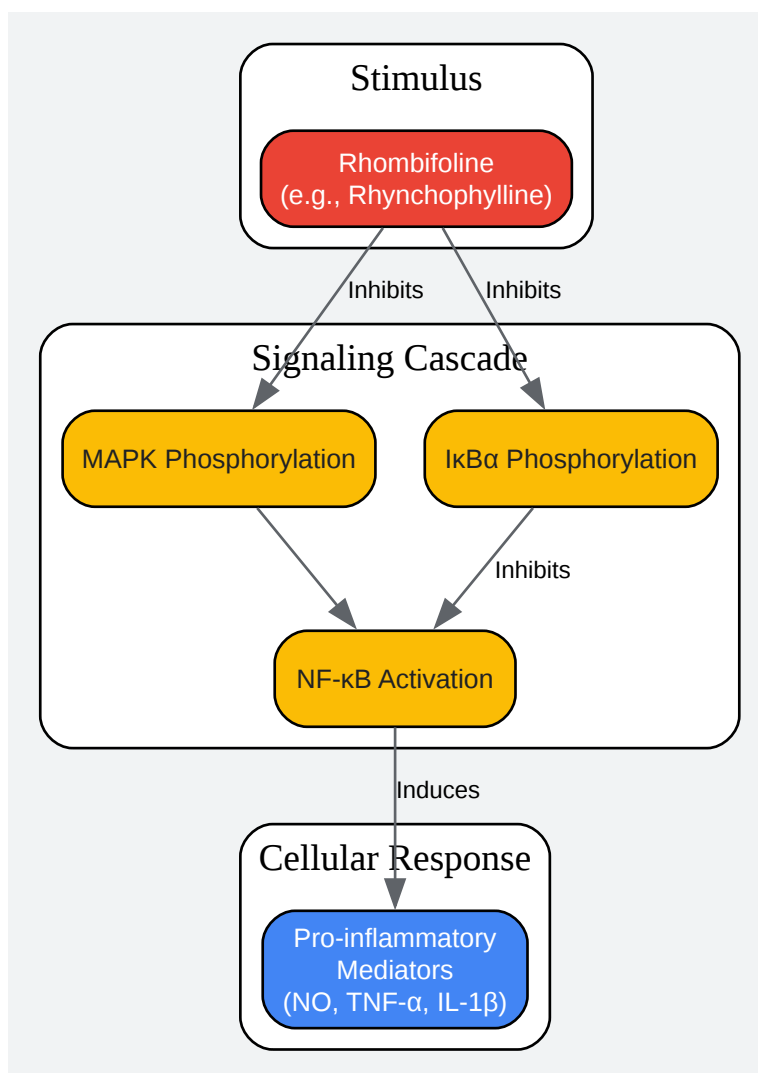 Stimulus
Rhombifoline
(e.g., Rhynchophylline)
Inhibits
Inhibits
Signaling Cascade
MAPK Phosphorylation
IκBα Phosphorylation
Inhibits
NF-κB Activation
Induces
Cellular Response
Pro-inflammatory
Mediators
(NO, TNF-α, IL-1β)